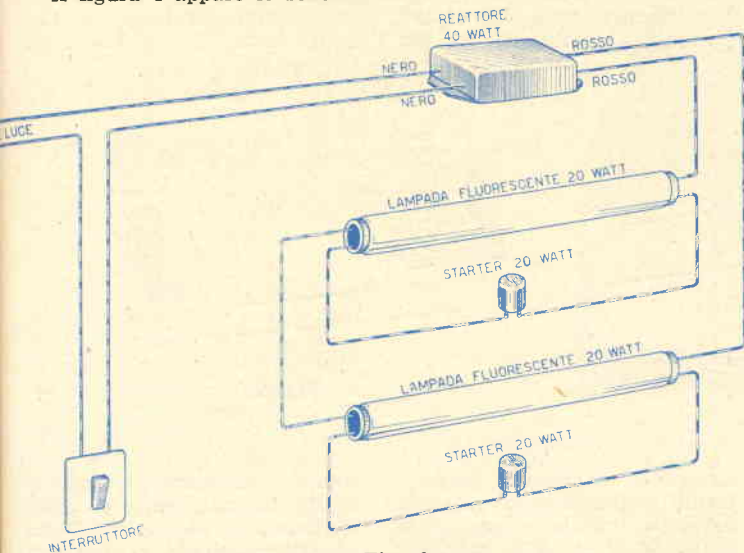 REATTORE
40 WATT
NERO
ROSSO
NERO
ROSSO
LUCE
LAMPADA FLUORESCENTE 20 WATT
STARTER 20 WATT
LAMPADA FLUORESCENTE 20 WATT
STARTER 20 WATT
INTERRUTTORE